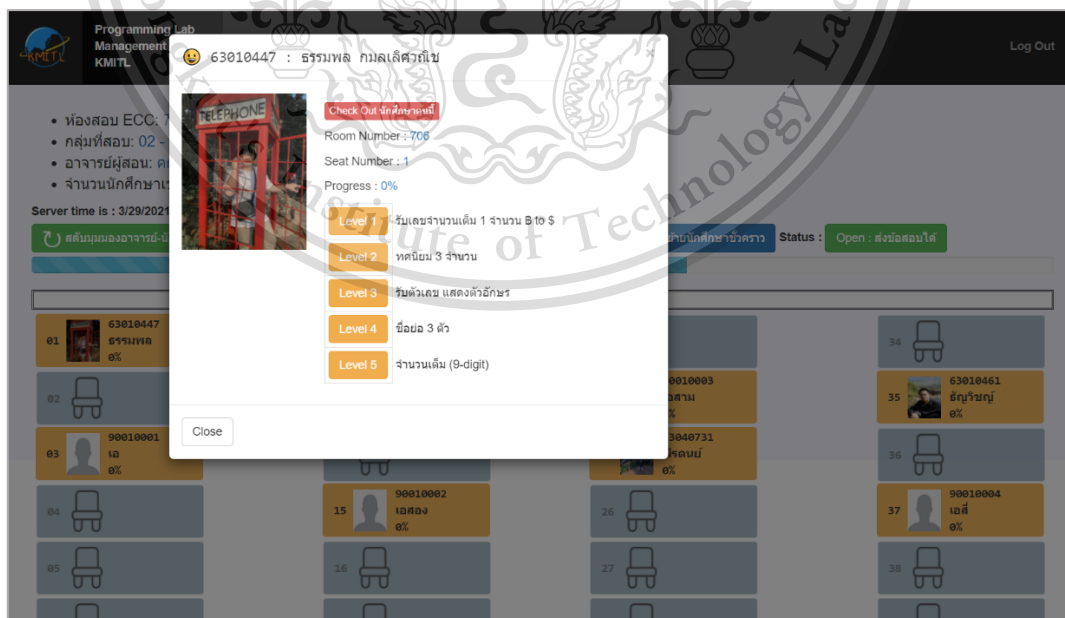 Programming Lab
Management
KMITL
Log Out
63010447 : ธรรมพล กมลเลิศวณิช
×
TELEPHONE
Check Out นักศึกษาคนนี้
Room Number : 706
Seat Number : 1
Progress : 0%
Level 1 รับเลขจำนวนเต็ม 1 จำนวน B to $
Level 2 ทศนิยม 3 จำนวน
Level 3 รับตัวเลข แสดงตัวอักษร
Level 4 ชื่อย่อ 3 ตัว
Level 5 จำนวนเต็ม (9-digit)
Close
ห้องสอบ ECC: 7
กลุ่มที่สอบ: 02 -
อาจารย์ผู้สอน:
จำนวนนักศึกษา
Server time is : 3/29/2021
สลับมุมมองอาจารย์-
นักศึกษาชั่วคราว
Status : Open : ส่งข้อสอบได้
01 63010447
ธรรมพล
0%
34
02
0010003
0%
35 63010461
ธัญวิชญ์
0%
03 90010001
เอ
0%
3040731
0%
36
04
15 90010002
เอสอง
0%
26
37 90010004
เอสี่
0%
05
16
27
38
Institute of Technology Lad